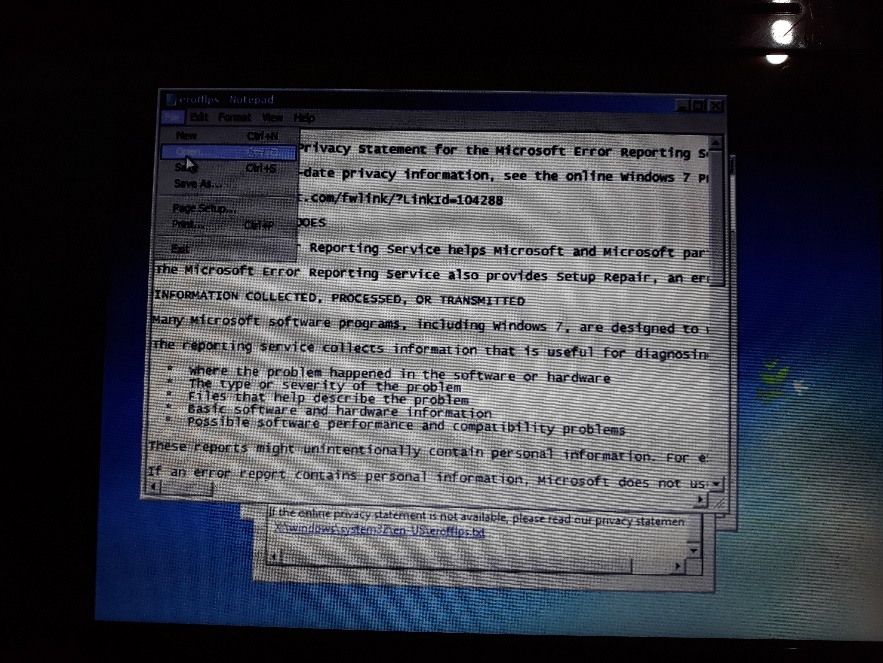 erofflps - Notepad
File Edit Format View Help
New Ctrl+N
Open... Ctrl+O
Save Ctrl+S
Save As...
Page Setup...
Print... Ctrl+P
Exit
Privacy Statement for the Microsoft Error Reporting S
-date privacy information, see the online Windows 7 P
t.com/fwlink/?LinkId=104288
DOES
r Reporting Service helps Microsoft and Microsoft par
The Microsoft Error Reporting Service also provides Setup Repair, an er
INFORMATION COLLECTED, PROCESSED, OR TRANSMITTED
Many Microsoft software programs, including Windows 7, are designed to
The reporting service collects information that is useful for diagnosin
* Where the problem happened in the software or hardware
* The type or severity of the problem
* Files that help describe the problem
* Basic software and hardware information
* Possible software performance and compatibility problems
These reports might unintentionally contain personal information. For e
If an error report contains personal information, Microsoft does not us
If the online privacy statement is not available, please read our privacy statemen
X:\windows\system32\en-US\erofflps.txt